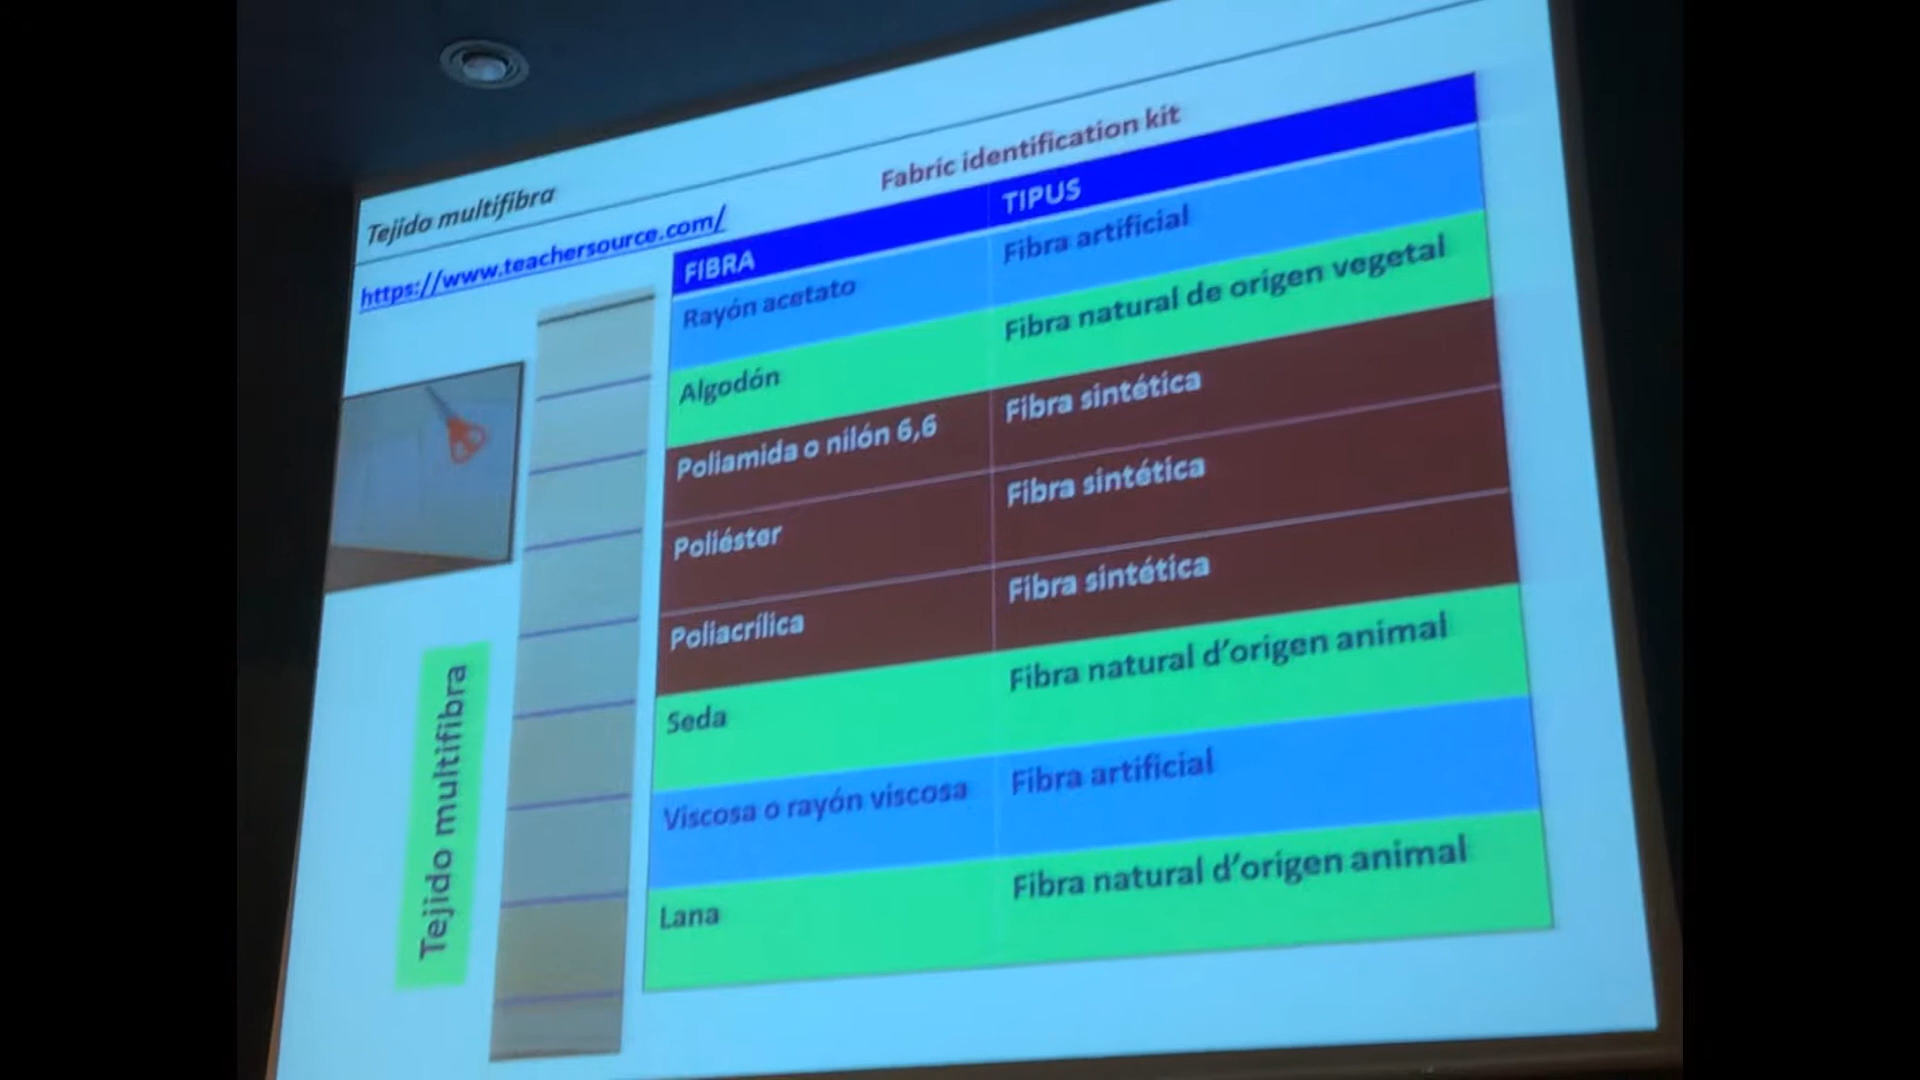 Tejido multifibra
https://www.teachersource.com/
Fabric identification kit
FIBRA TIPUS
Rayón acetato Fibra artificial
Algodón Fibra natural de origen vegetal
Poliamida o nilón 6,6 Fibra sintética
Poliéster Fibra sintética
Poliacrílica Fibra sintética
Seda Fibra natural d'origen animal
Viscosa o rayón viscosa Fibra artificial
Lana Fibra natural d'origen animal
Tejido multifibra